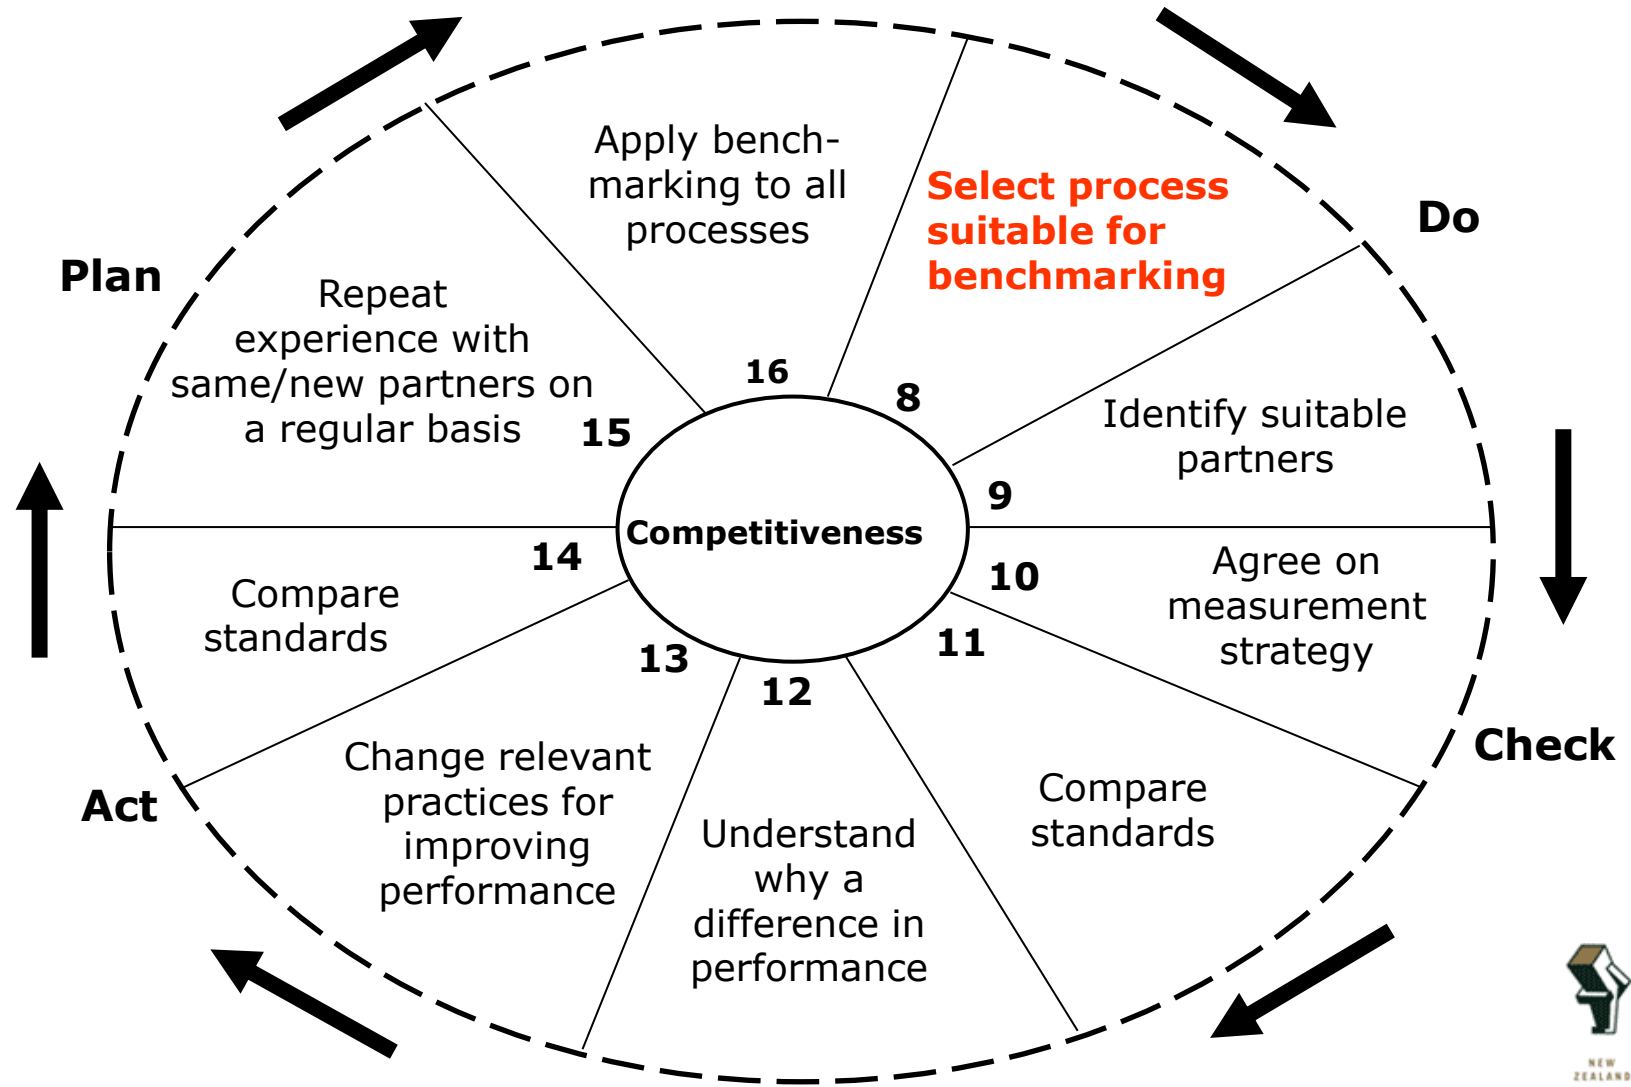 Apply bench-
marking to all
processes
Select process
suitable for
benchmarking
Do
Plan
Repeat
experience with
same/new partners on
a regular basis
16
8
15
Identify suitable
partners
9
Competitiveness
14
10
Agree on
measurement
strategy
Compare
standards
13
11
12
Check
Act
Change relevant
practices for
improving
performance
Understand
why a
difference in
performance
Compare
standards
NEW
ZEALAND